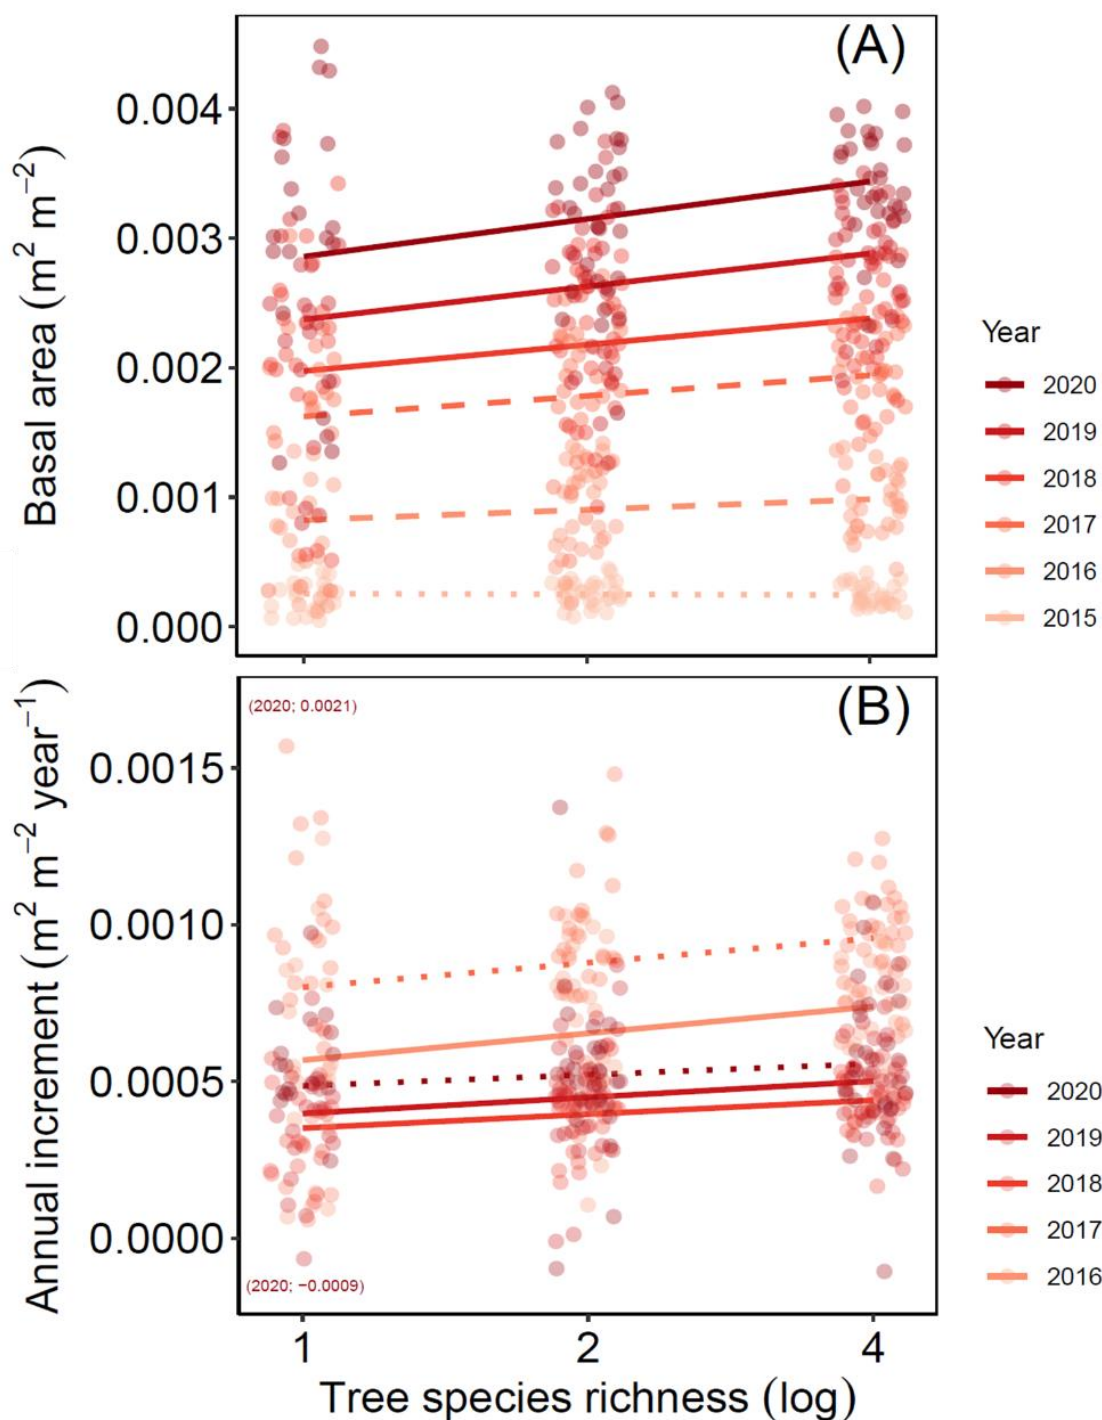 (A)
Basal area (m² m⁻²)
0.004
0.003
0.002
0.001
0.000
Year
2020
2019
2018
2017
2016
2015
(B)
(2020; 0.0021)
Annual increment (m² m⁻² year⁻¹)
0.0015
0.0010
0.0005
0.0000
(2020; −0.0009)
Year
2020
2019
2018
2017
2016
1 2 4
Tree species richness (log)